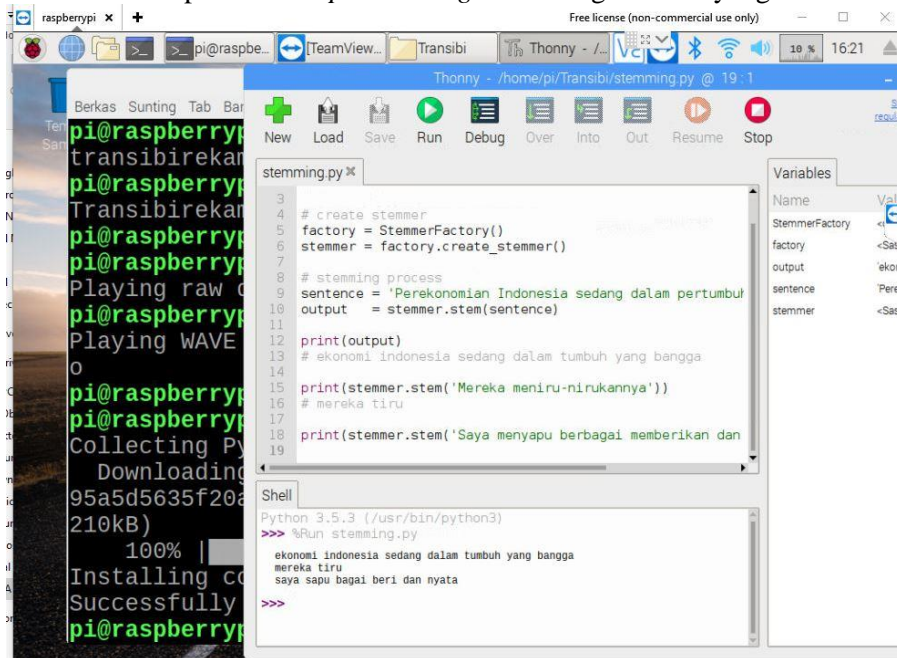 raspberrypi × +
Free license (non-commercial use only)
pi@raspbe...
[TeamView...
Transibi
Thonny - /...
10 %
16:21
Thonny - /home/pi/Transibi/stemming.py @ 19:1
Berkas Sunting Tab Ban
pi@raspberryp
transibirekam
pi@raspberryp
Transibirekam
pi@raspberryp
pi@raspberryp
Playing raw d
pi@raspberryp
Playing WAVE
o
pi@raspberryp
pi@raspberryp
Collecting Py
Downloading
95a5d5635f20a
210kB)
100% |
Installing co
Successfully
pi@raspberryp
New Load Save Run Debug Over Into Out Resume Stop
stemming.py
3
4 # create stemmer
5 factory = StemmerFactory()
6 stemmer = factory.create_stemmer()
7
8 # stemming process
9 sentence = 'Perekonomian Indonesia sedang dalam pertumbuh
10 output = stemmer.stem(sentence)
11
12 print(output)
13 # ekonomi indonesia sedang dalam tumbuh yang bangga
14
15 print(stemmer.stem('Mereka meniru-nirukannya'))
16 # mereka tiru
17
18 print(stemmer.stem('Saya menyapu berbagai memberikan dan
19
Shell
Python 3.5.3 (/usr/bin/python3)
>>> %Run stemming.py
ekonomi indonesia sedang dalam tumbuh yang bangga
mereka tiru
saya sapu bagai beri dan nyata
>>>
Variables
Name Val
StemmerFactory
factory <Sas
output 'eko
sentence 'Pere
stemmer <Sas